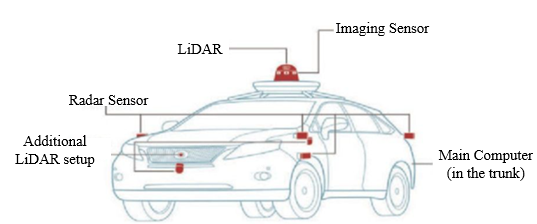 Imaging Sensor
LiDAR
Radar Sensor
Additional
LiDAR setup
Main Computer
(in the trunk)